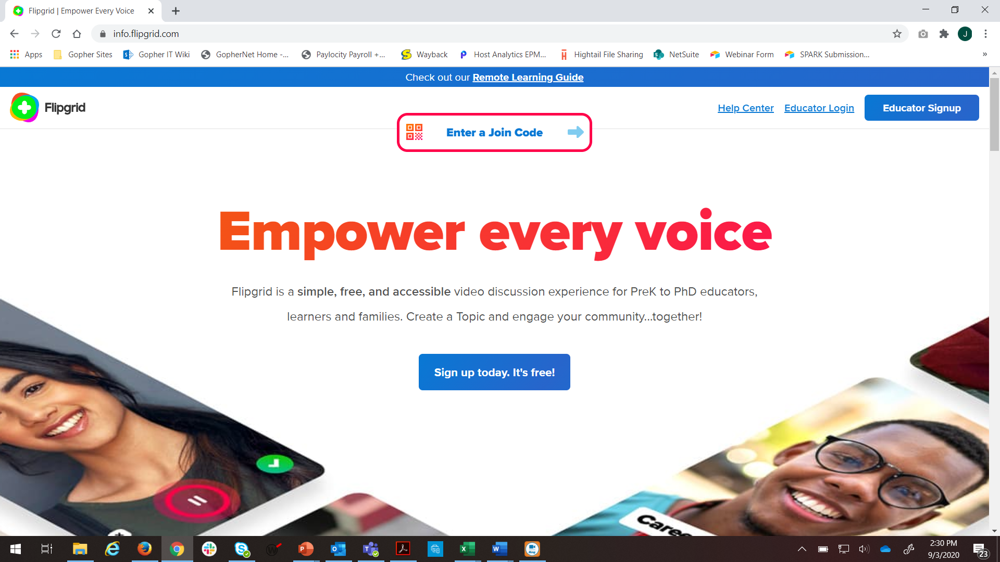 Flipgrid | Empower Every Voice
info.flipgrid.com
J
Apps
Gopher Sites
Gopher IT Wiki
GopherNet Home -...
Paylocity Payroll +...
Wayback
Host Analytics EPM...
Hightail File Sharing
NetSuite
Webinar Form
SPARK Submission...
»
Check out our Remote Learning Guide
Flipgrid
Help Center
Educator Login
Educator Signup
Enter a Join Code
Empower every voice
Flipgrid is a simple, free, and accessible video discussion experience for PreK to PhD educators,
learners and families. Create a Topic and engage your community...together!
Sign up today. It's free!
2:30 PM
9/3/2020
23